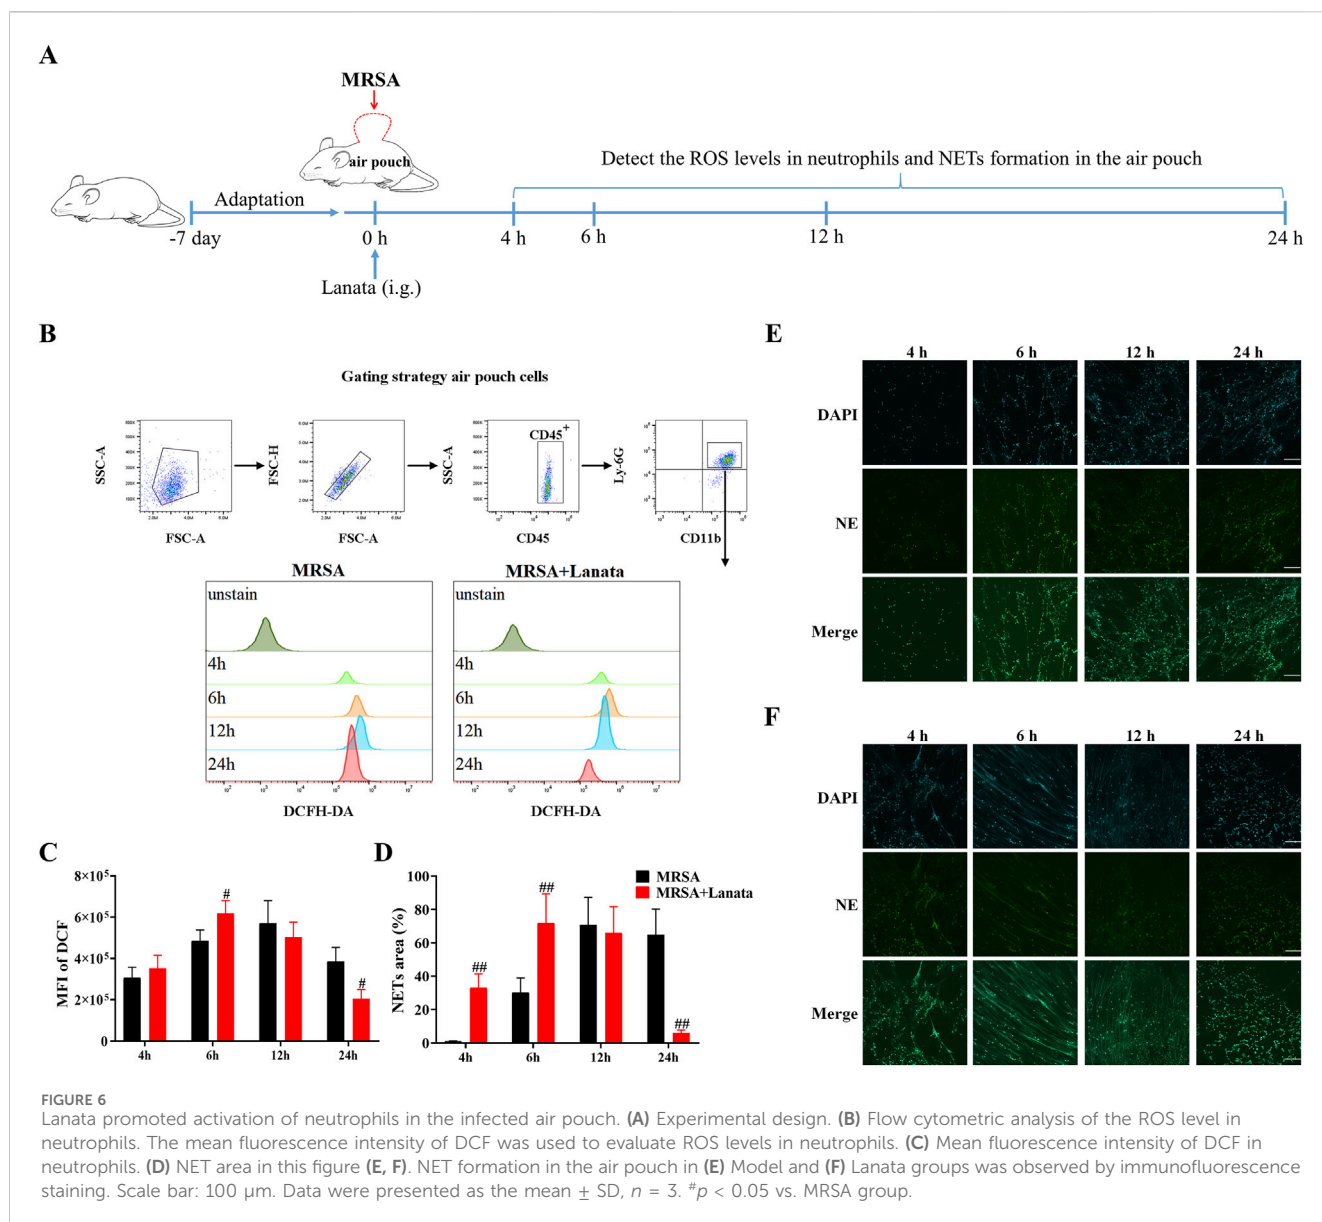 A
MRSA
air pouch
Detect the ROS levels in neutrophils and NETs formation in the air pouch
Adaptation
-7 day
0 h
4 h
6 h
12 h
24 h
Lanata (i.g.)
B
Gating strategy air pouch cells
SSC-A
FSC-A
FSC-H
FSC-A
SSC-A
CD45+
CD45
Ly-6G
CD11b
MRSA
unstain
4h
6h
12h
24h
DCFH-DA
MRSA+Lanata
unstain
4h
6h
12h
24h
DCFH-DA
C
MFI of DCF
8×10⁵
6×10⁵
4×10⁵
2×10⁵
0
#
#
4h
6h
12h
24h
D
NETs area (%)
100
80
60
40
20
0
##
##
##
4h
6h
12h
24h
MRSA
MRSA+Lanata
E
4 h
6 h
12 h
24 h
DAPI
NE
Merge
F
4 h
6 h
12 h
24 h
DAPI
NE
Merge
FIGURE 6
Lanata promoted activation of neutrophils in the infected air pouch. (A) Experimental design. (B) Flow cytometric analysis of the ROS level in
neutrophils. The mean fluorescence intensity of DCF was used to evaluate ROS levels in neutrophils. (C) Mean fluorescence intensity of DCF in
neutrophils. (D) NET area in this figure (E, F). NET formation in the air pouch in (E) Model and (F) Lanata groups was observed by immunofluorescence
staining. Scale bar: 100 μm. Data were presented as the mean ± SD, n = 3. #p < 0.05 vs. MRSA group.